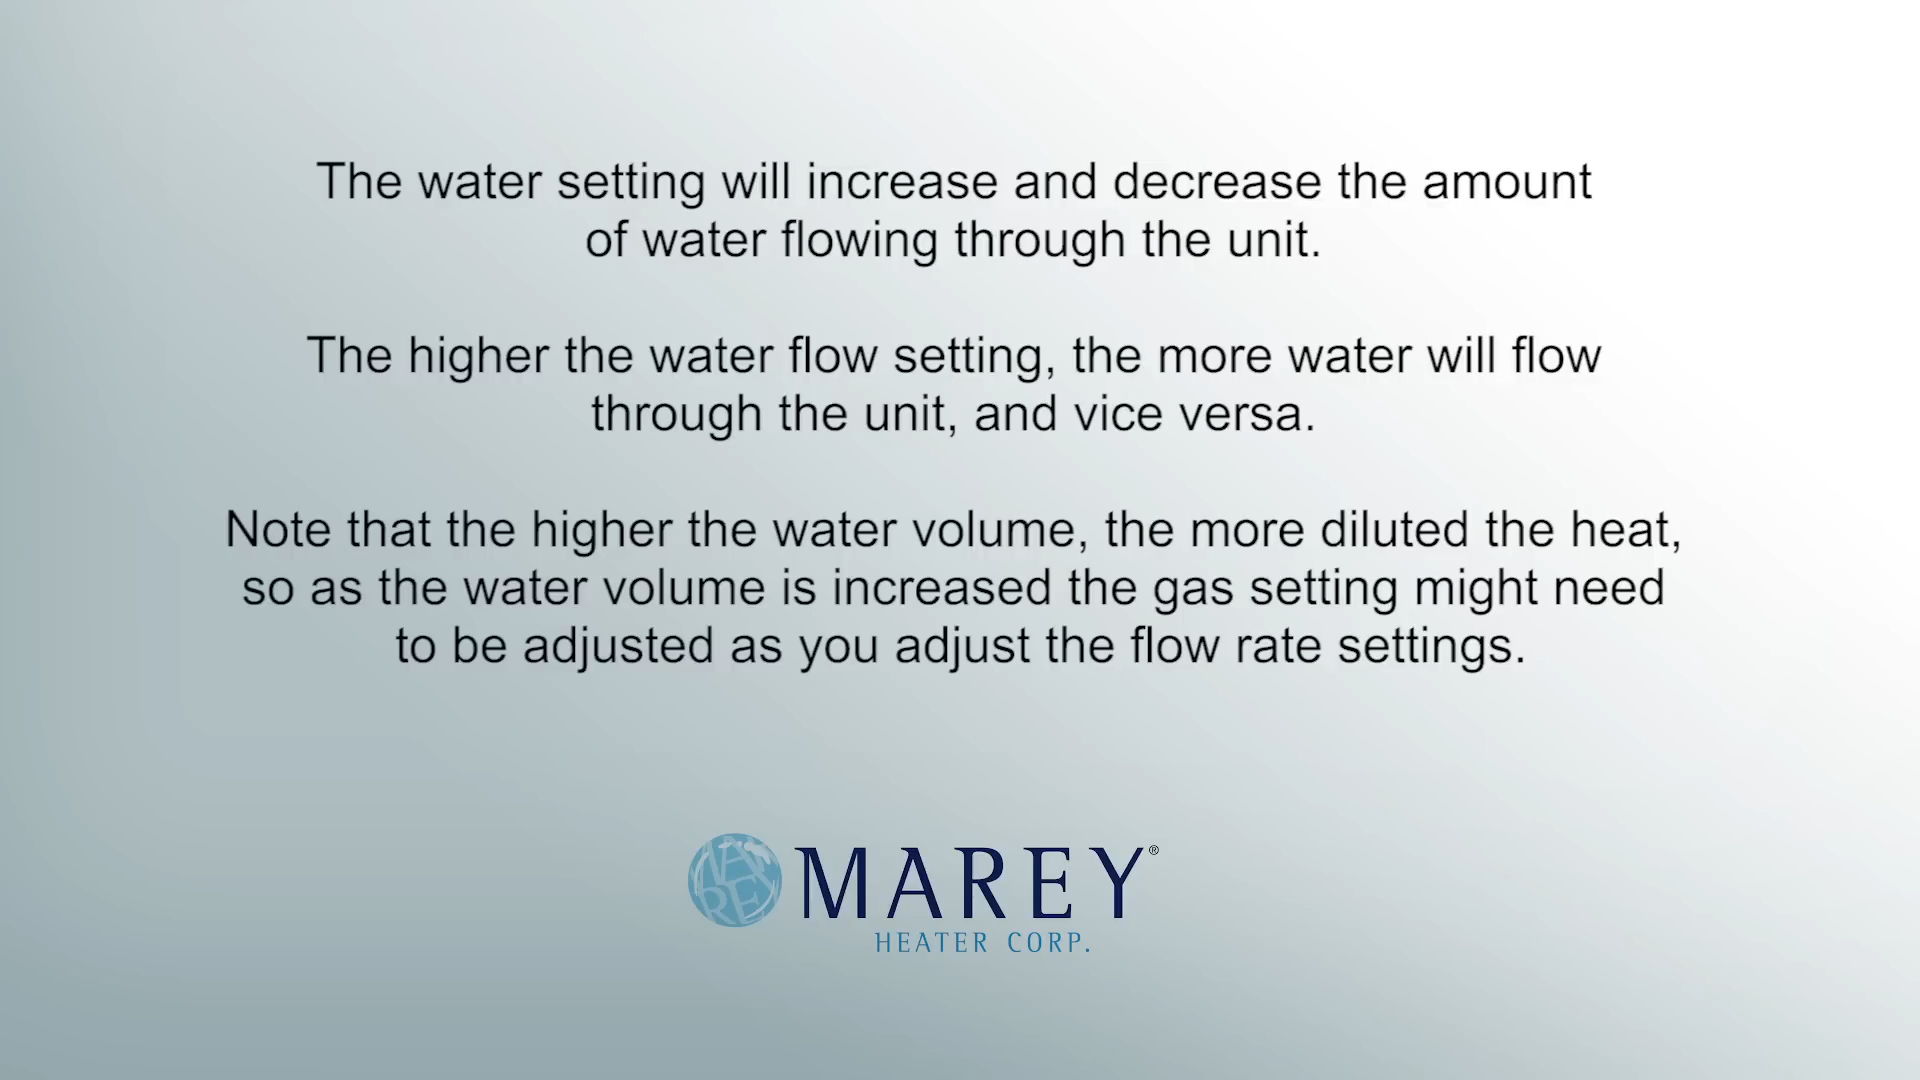 The water setting will increase and decrease the amount
of water flowing through the unit.
The higher the water flow setting, the more water will flow
through the unit, and vice versa.
Note that the higher the water volume, the more diluted the heat,
so as the water volume is increased the gas setting might need
to be adjusted as you adjust the flow rate settings.
MAREY®
HEATER CORP.